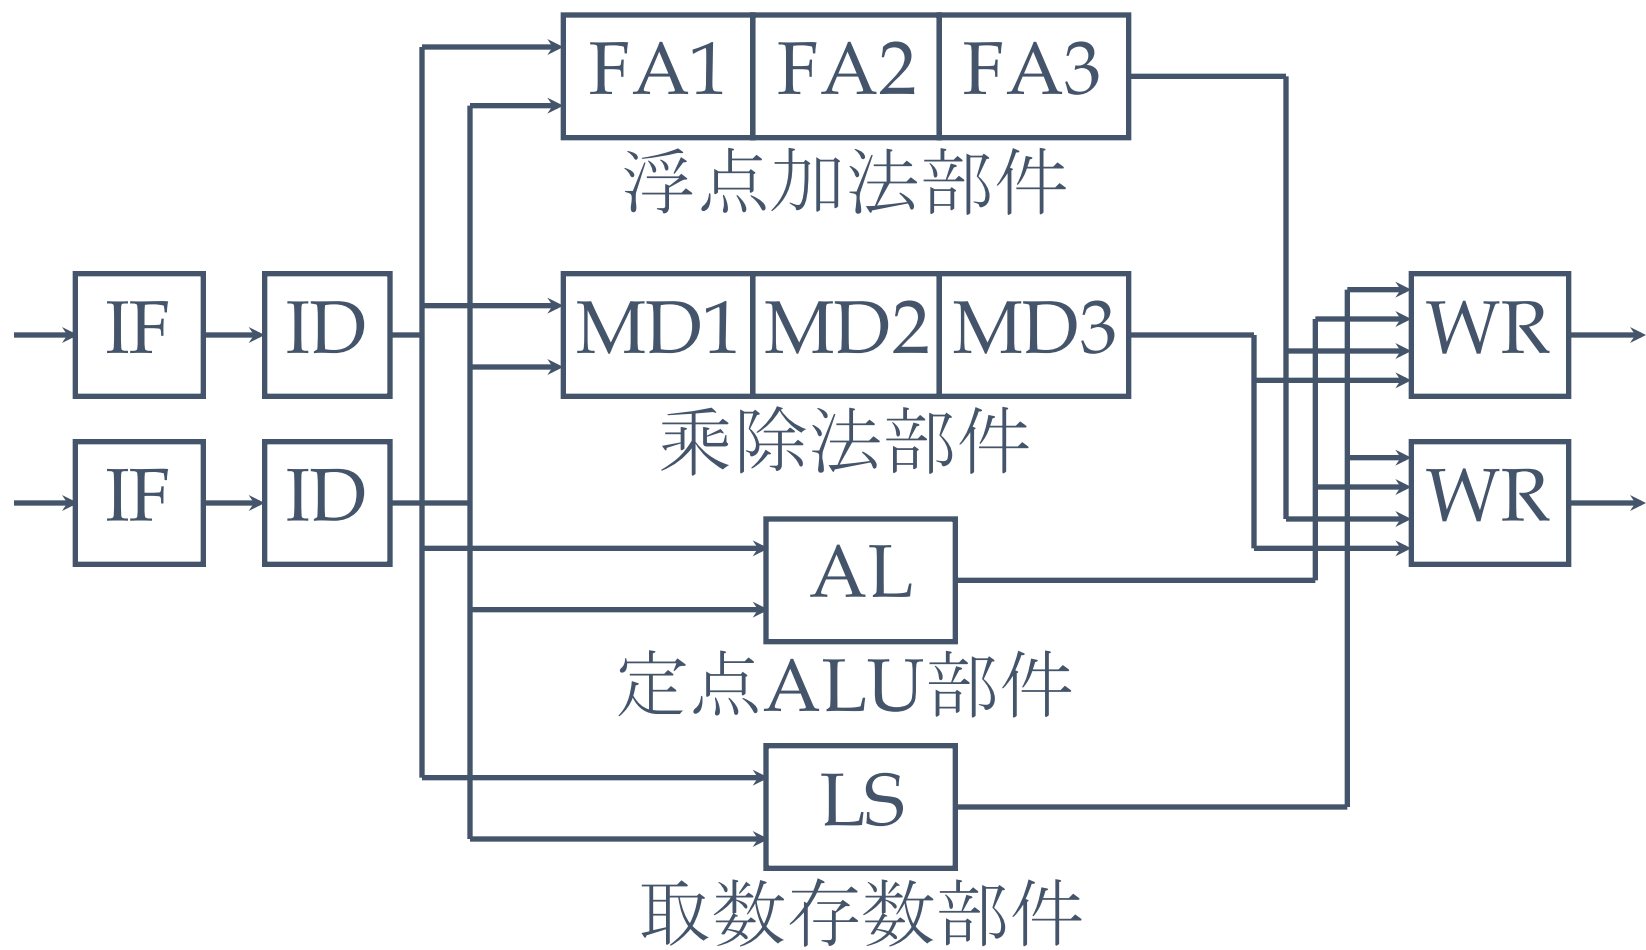 FA1 FA2 FA3
浮点加法部件
IF ID MD1 MD2 MD3 WR
乘除法部件
IF ID WR
AL
定点ALU部件
LS
取数存数部件